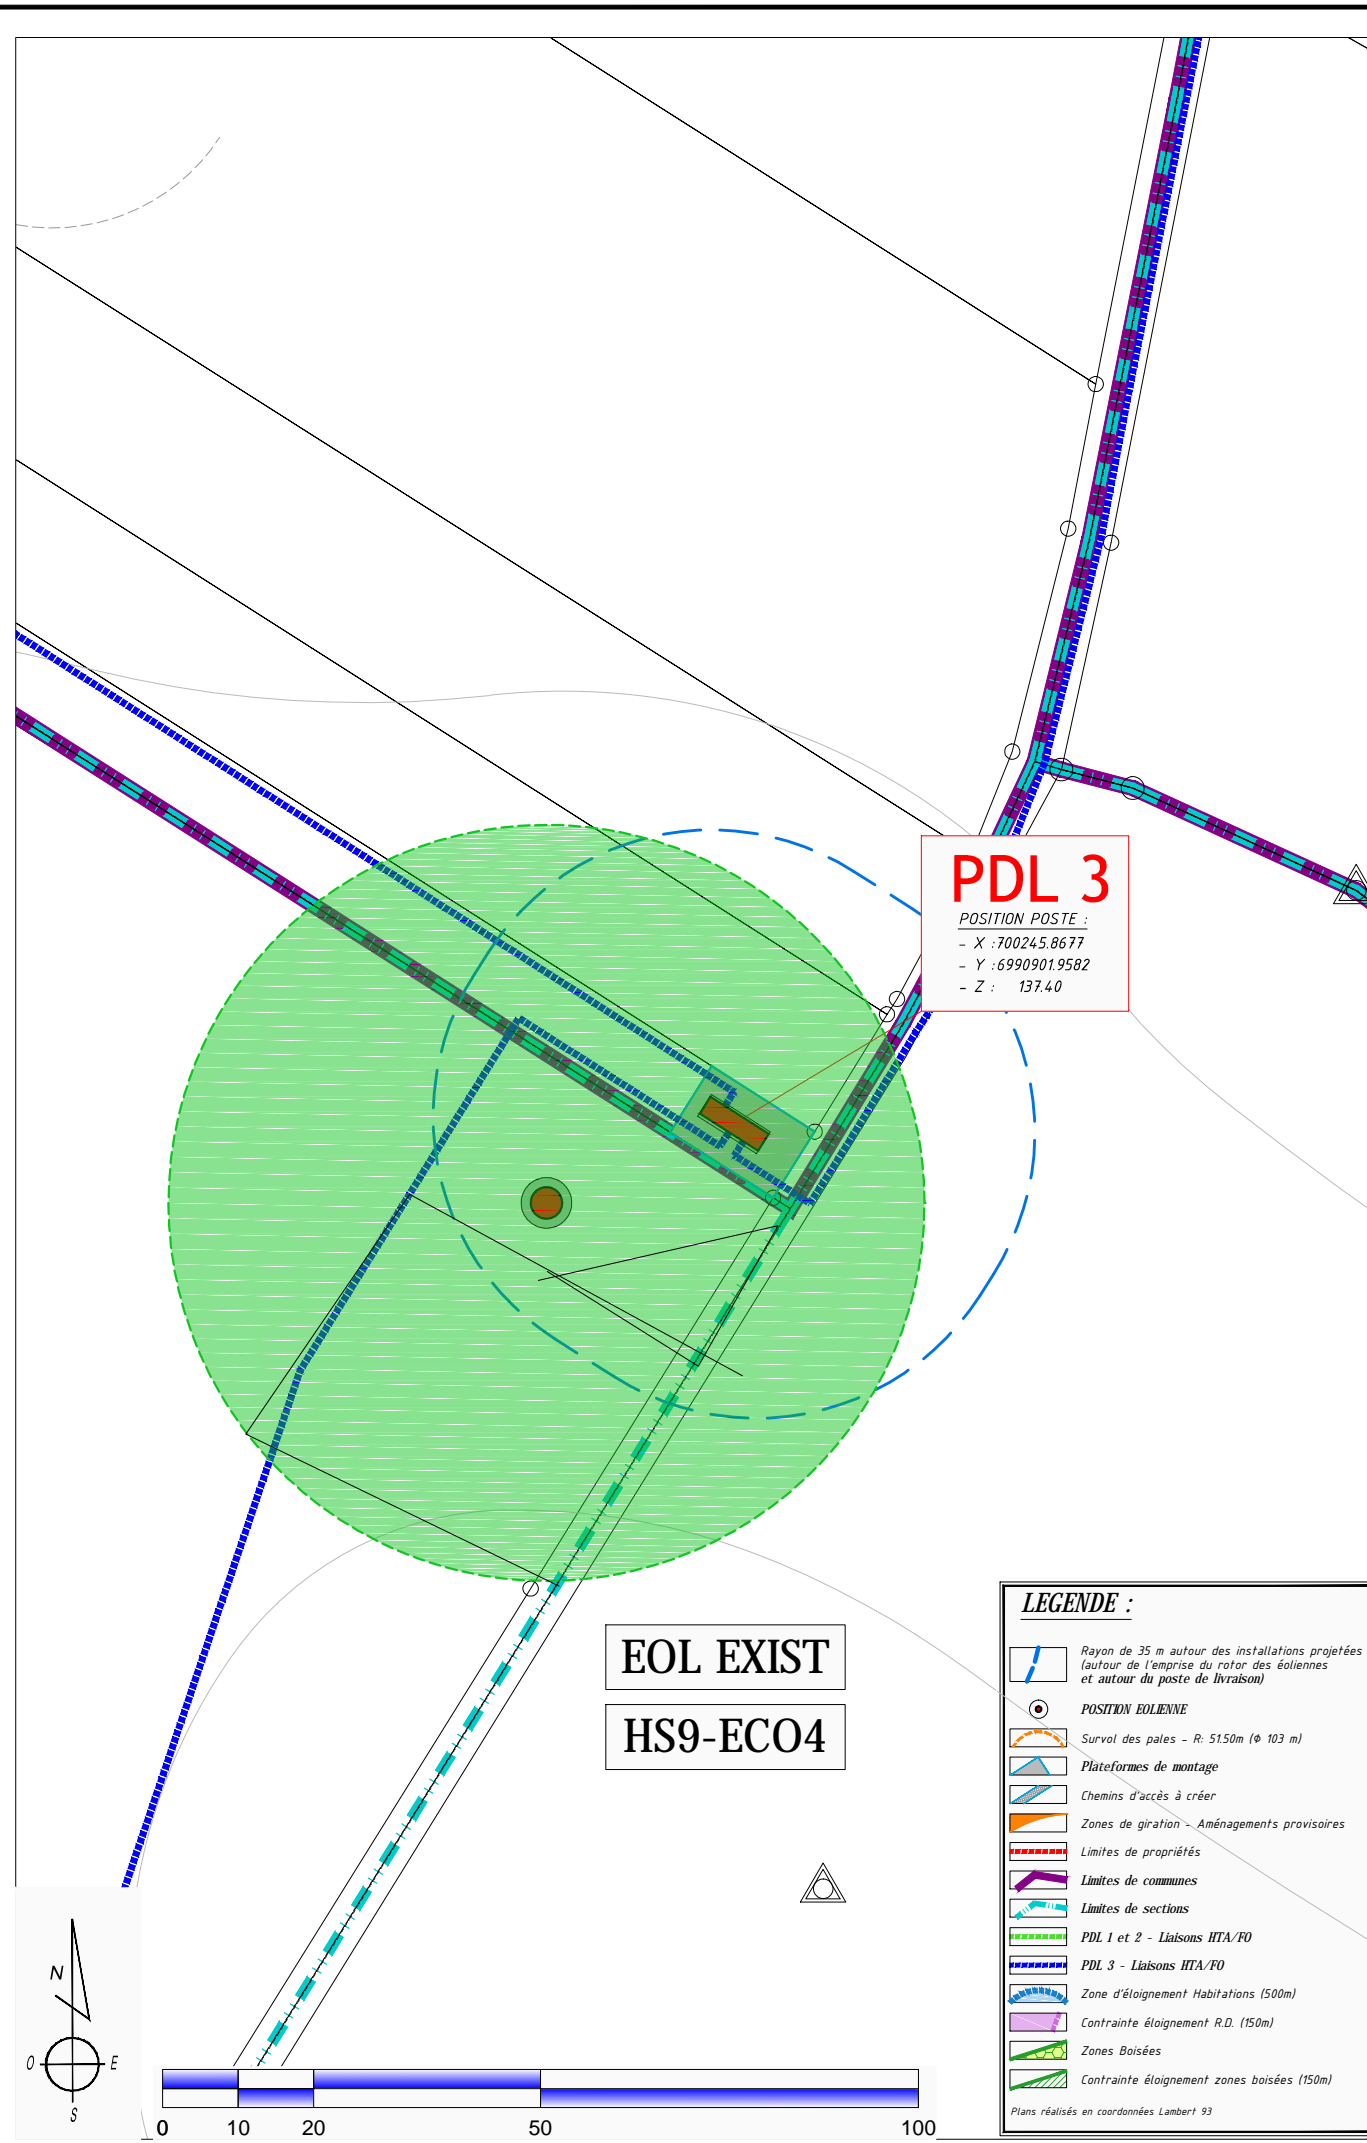 PDL 3
POSITION POSTE :
- X :700245.8677
- Y :6990901.9582
- Z : 137.40
EOL EXIST
HS9-ECO4
LEGENDE :
Rayon de 35 m autour des installations projetées
(autour de l'emprise du rotor des éoliennes
et autour du poste de livraison)
POSITION EOLIENNE
Survol des pales - R: 51.50m (Φ 103 m)
Plateformes de montage
Chemins d'accès à créer
Zones de giration - Aménagements provisoires
Limites de propriétés
Limites de communes
Limites de sections
PDL 1 et 2 - Liaisons HTA/FO
PDL 3 - Liaisons HTA/FO
Zone d'éloignement Habitations (500m)
Contrainte éloignement R.D. (150m)
Zones Boisées
Contrainte éloignement zones boisées (150m)
Plans réalisés en coordonnées Lambert 93
N
O E
S
0 10 20 50 100